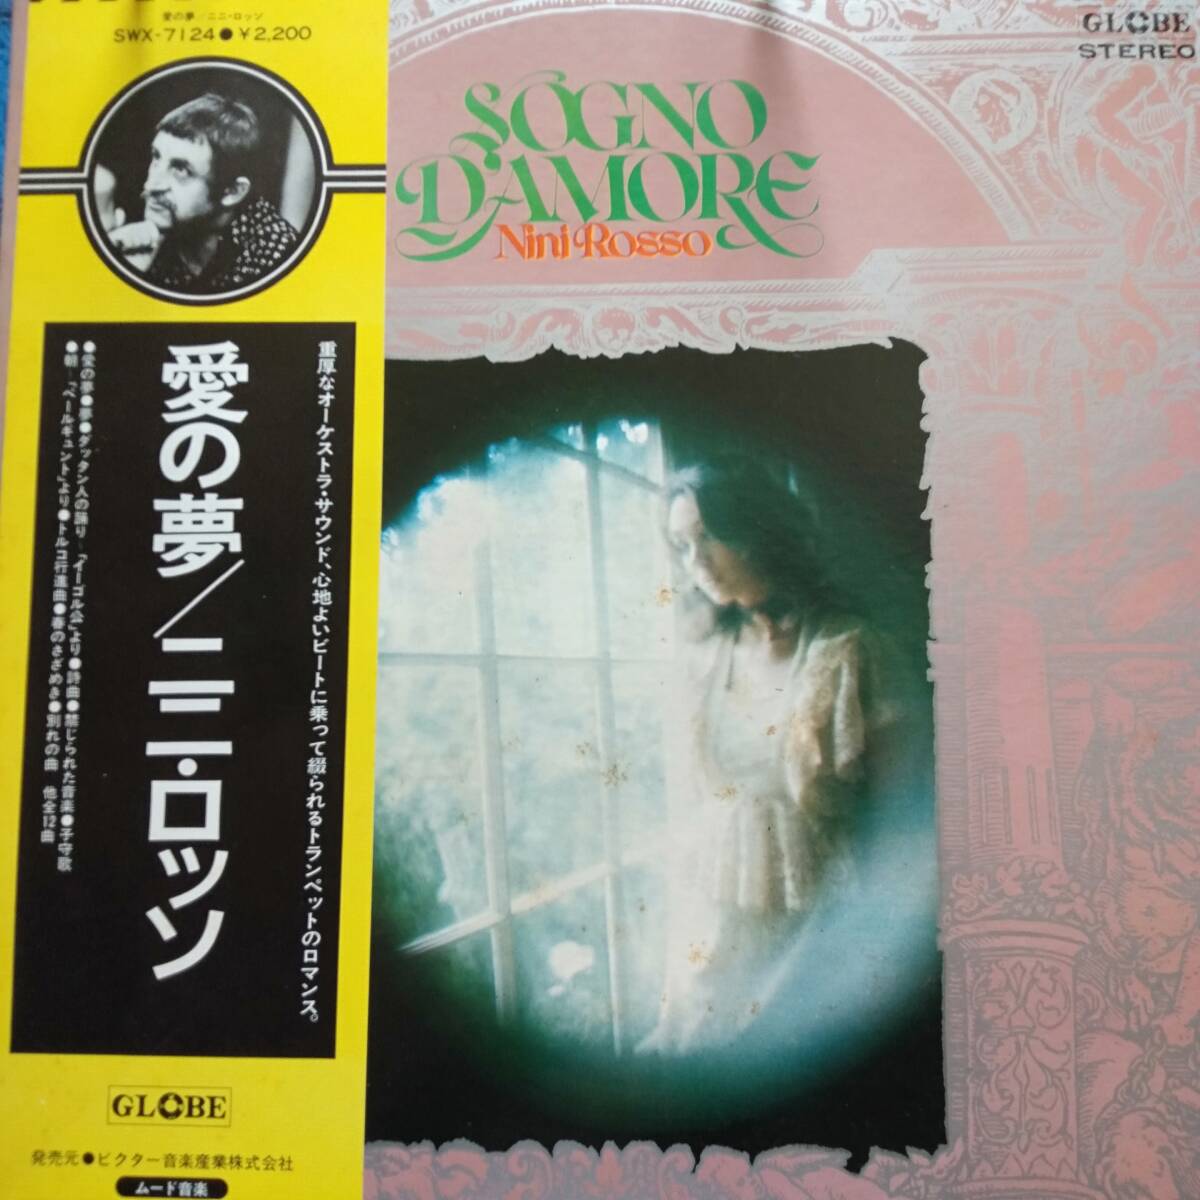 愛の夢／ニニ・ロッソ
SWX-7124●￥2,200
GLOBE
STEREO
SOGNO
D'AMORE
Nini Rosso
重厚なオーケストラ・サウンド、心地よいビートに乗って綴られるトランペットのロマンス。
愛の夢／ニニ・ロッソ
●愛の夢●夢●ダッタン人の踊り─「イーゴル公」より●詩曲●禁じられた音楽●子守歌
●朝─「ペールギュント」より●トルコ行進曲●春のさざめき●別れの曲 他全12曲
GLOBE
発売元●ビクター音楽産業株式会社
ムード音楽